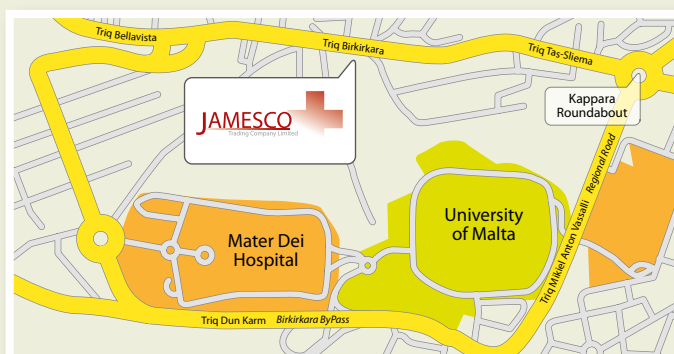 Triq Bellavista
Triq Birkirkara
Triq Tas-Sliema
JAMESCO
Trading Company Limited
Kappara
Roundabout
Mater Dei
Hospital
University
of Malta
Triq Mikiel Anton Vassalli Regional Road
Triq Dun Karm Birkirkara ByPass